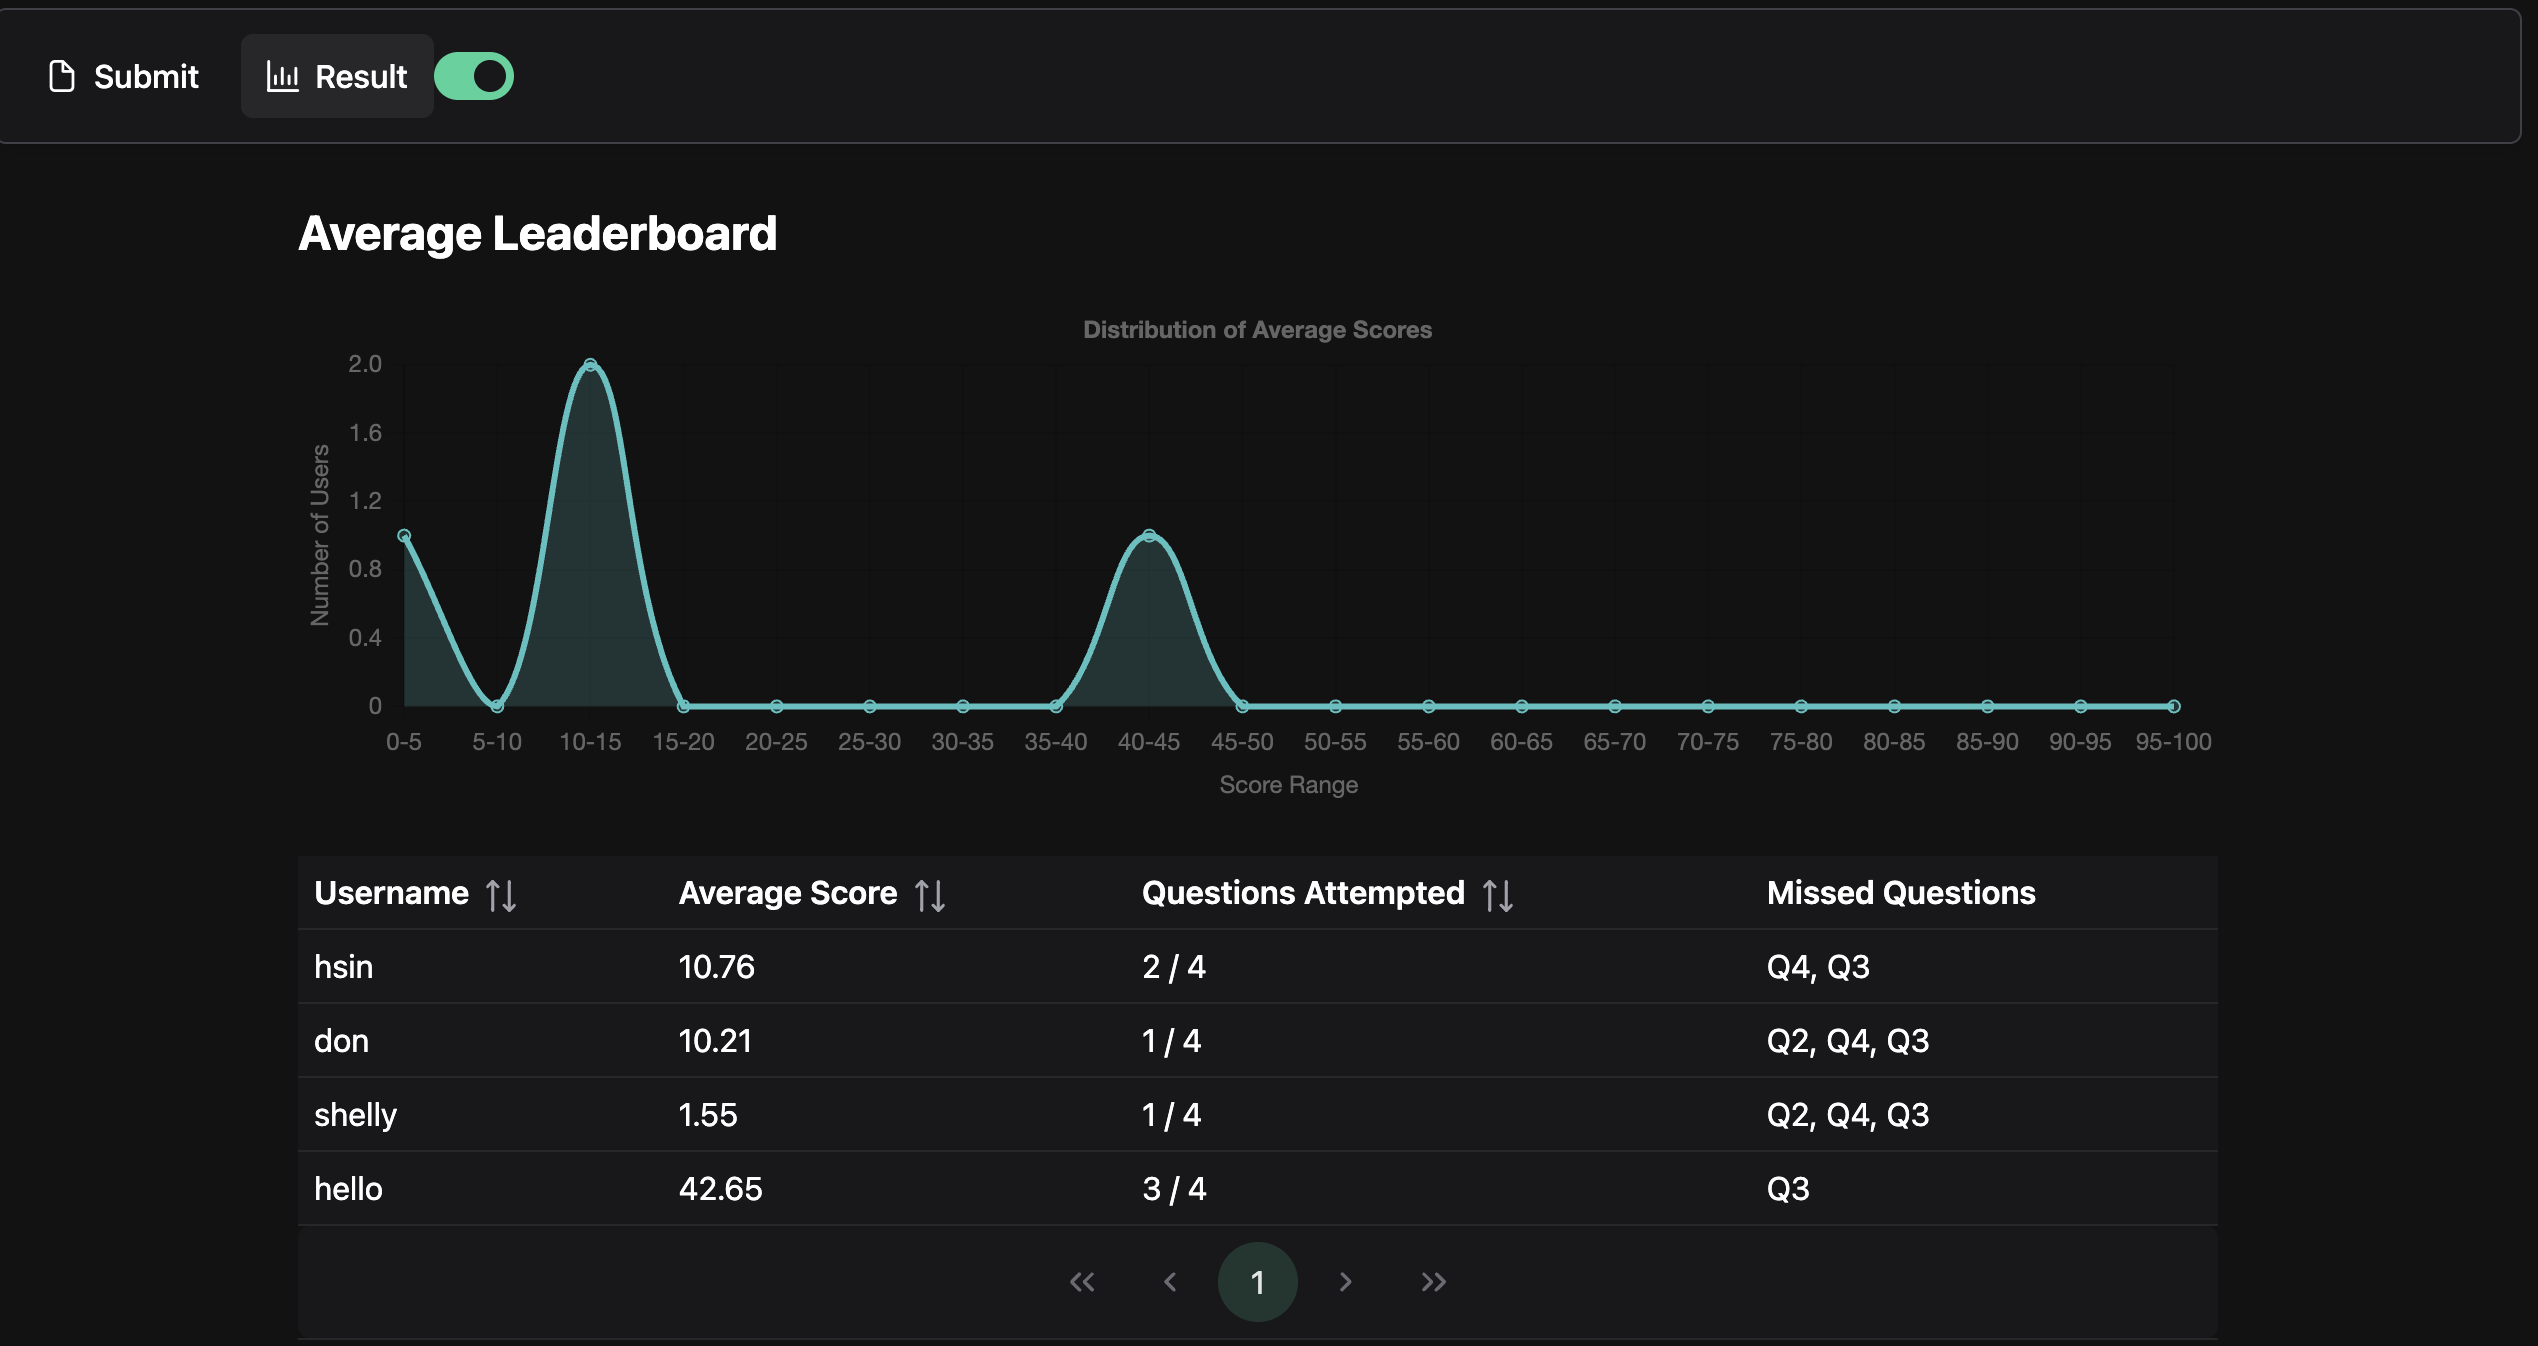 Submit Result
Average Leaderboard
Distribution of Average Scores
2.0
1.6
1.2
0.8
0.4
0
Number of Users
0-5 5-10 10-15 15-20 20-25 25-30 30-35 35-40 40-45 45-50 50-55 55-60 60-65 65-70 70-75 75-80 80-85 85-90 90-95 95-100
Score Range
Username Average Score Questions Attempted Missed Questions
hsin 10.76 2 / 4 Q4, Q3
don 10.21 1 / 4 Q2, Q4, Q3
shelly 1.55 1 / 4 Q2, Q4, Q3
hello 42.65 3 / 4 Q3
1